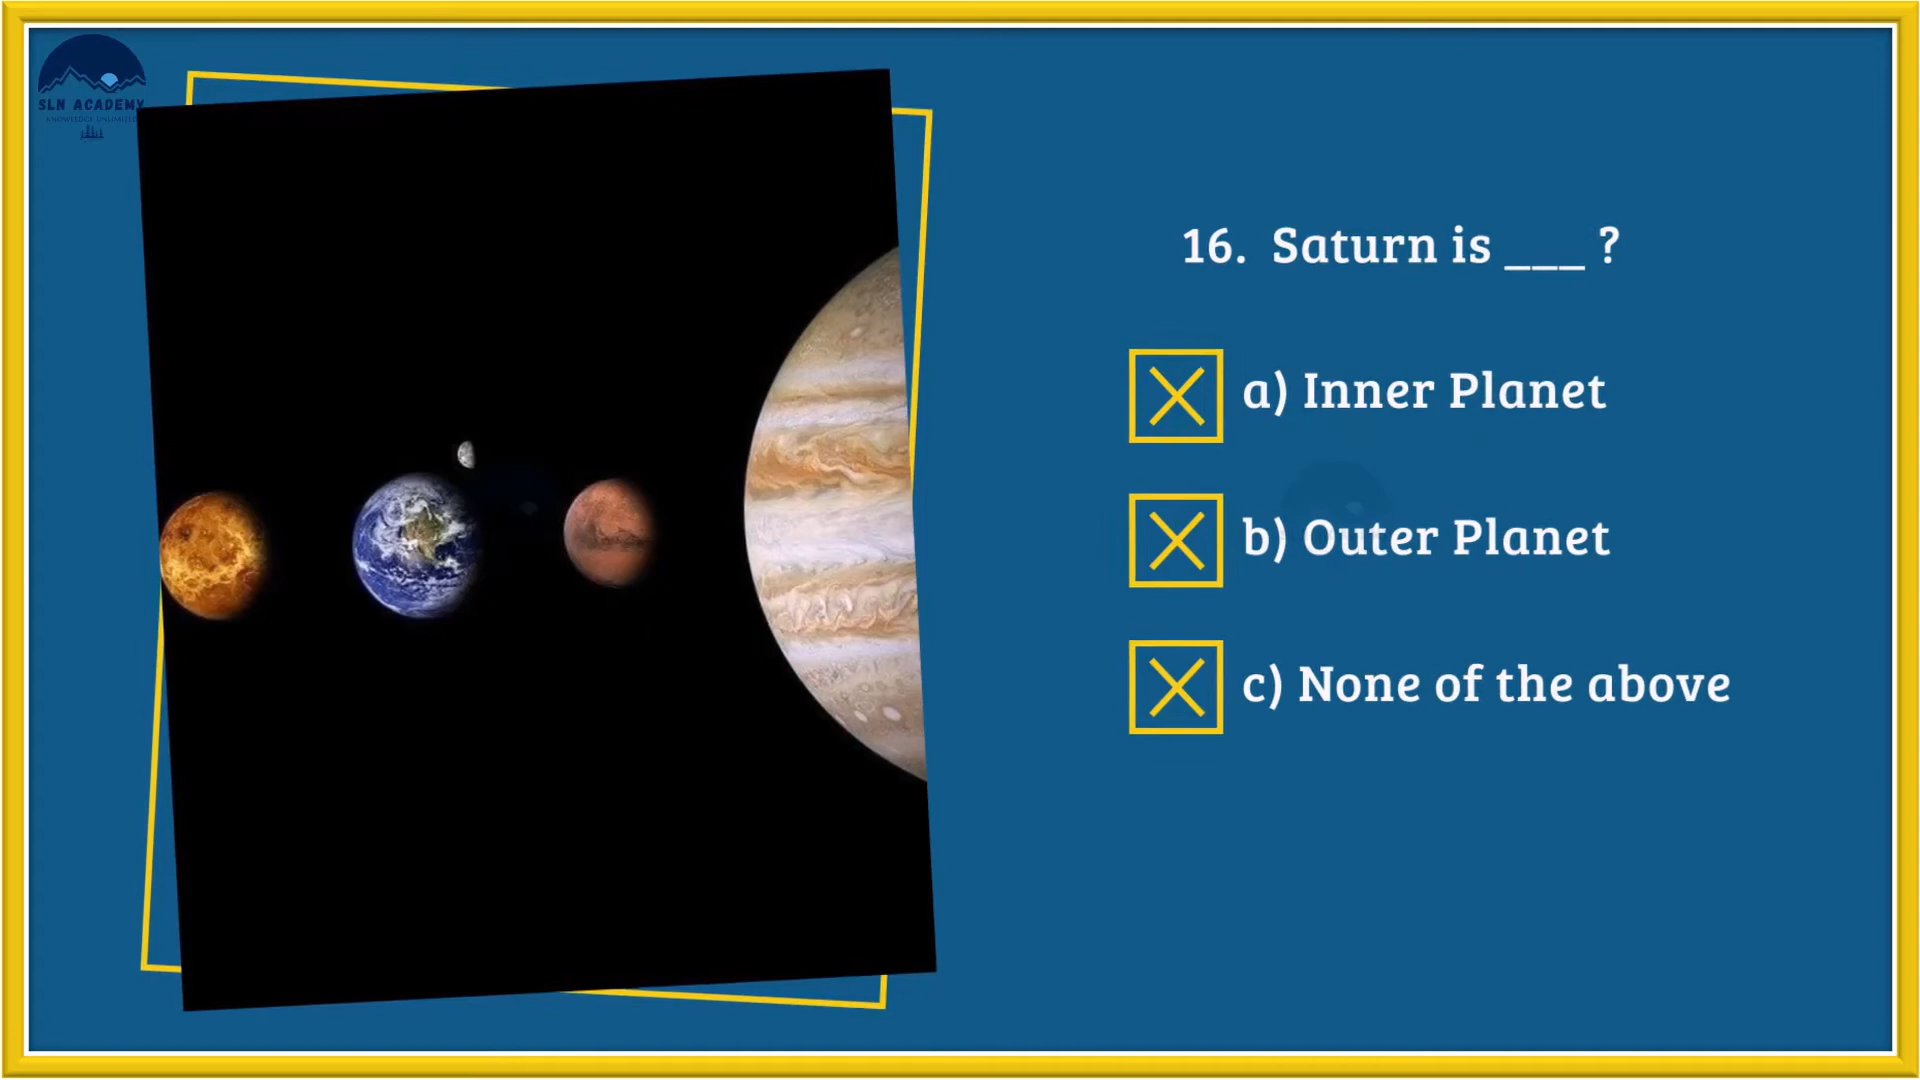 SLN ACADEMY
16. Saturn is ___ ?
a) Inner Planet
b) Outer Planet
c) None of the above